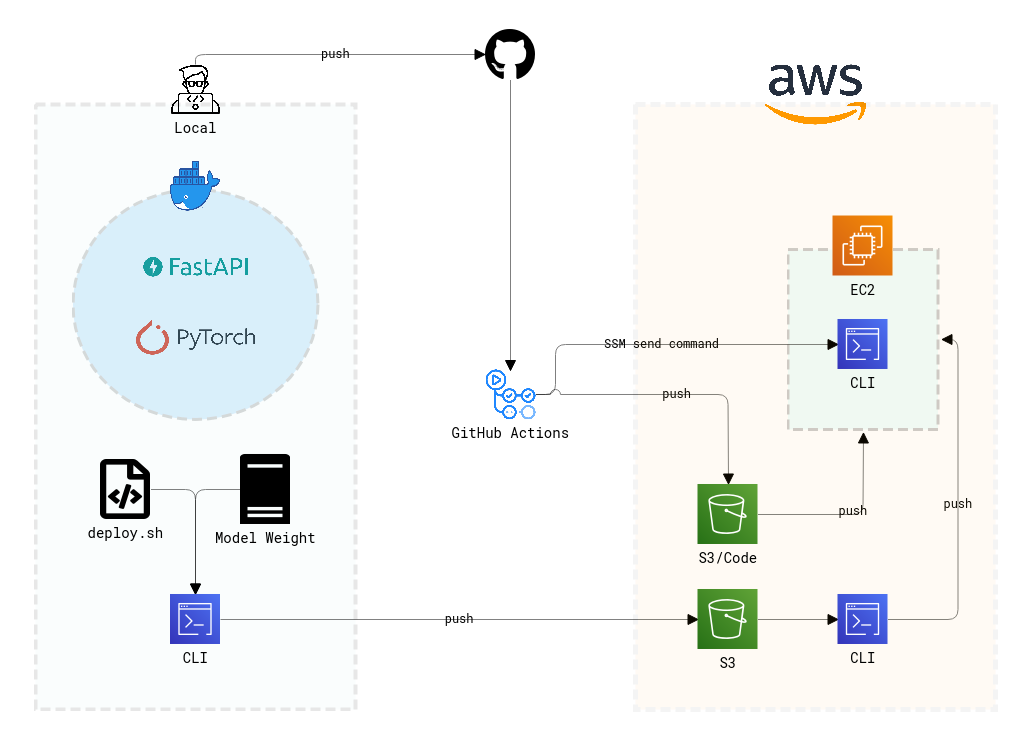 push
aws
Local
FastAPI
EC2
PyTorch
SSM send command
CLI
push
GitHub Actions
push
push
deploy.sh
Model Weight
S3/Code
push
CLI
S3
CLI